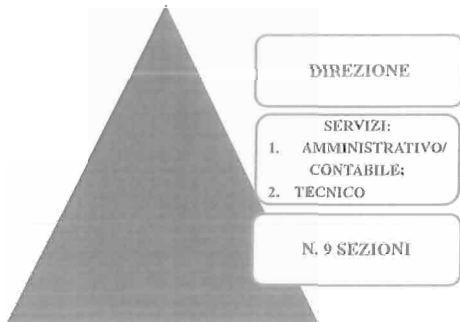 DIREZIONE
SERVIZI:
1. AMMINISTRATIVO/
CONTABILE;
2. TECNICO
N. 9 SEZIONI